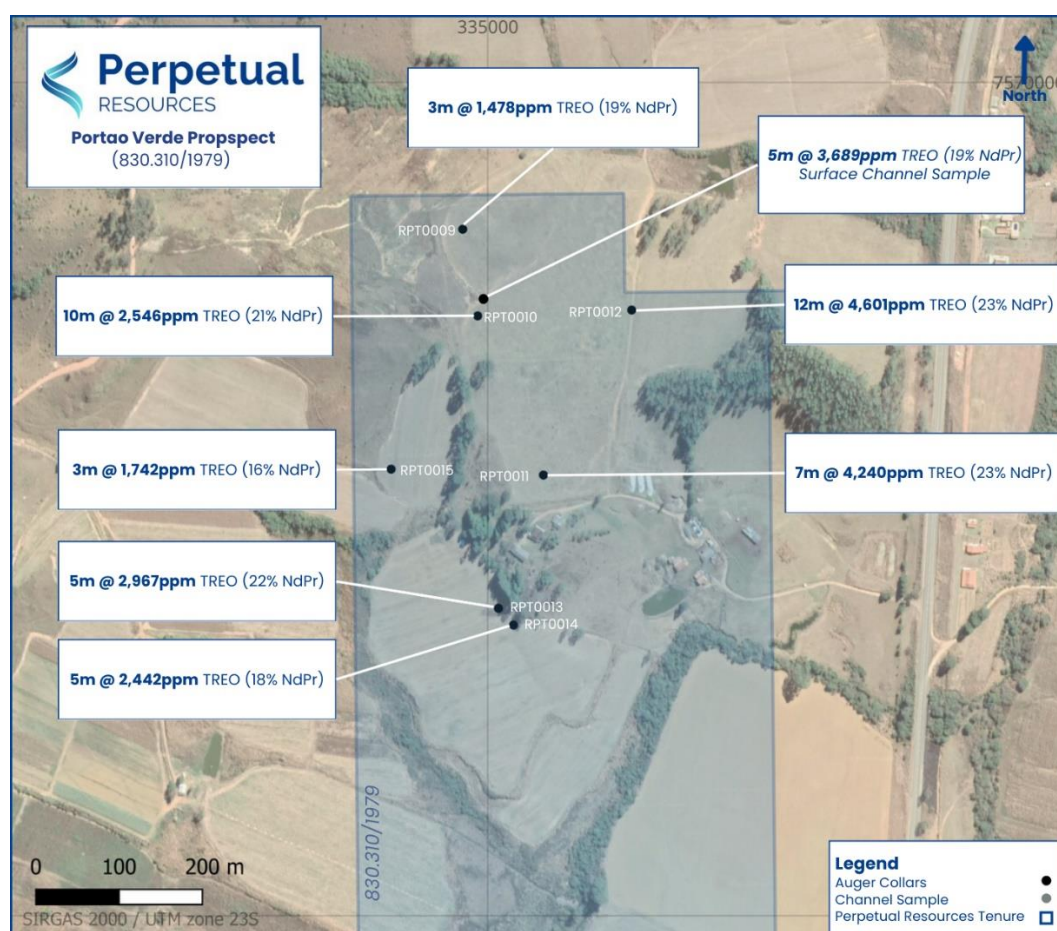 335000
7570000
North
Perpetual
RESOURCES
Portao Verde Propspect
(830.310/1979)
3m @ 1,478ppm TREO (19% NdPr)
5m @ 3,689ppm TREO (19% NdPr)
Surface Channel Sample
RPT0009
10m @ 2,546ppm TREO (21% NdPr)
RPT0010
RPT0012
12m @ 4,601ppm TREO (23% NdPr)
3m @ 1,742ppm TREO (16% NdPr)
RPT0015
RPT0011
7m @ 4,240ppm TREO (23% NdPr)
5m @ 2,967ppm TREO (22% NdPr)
RPT0013
RPT0014
5m @ 2,442ppm TREO (18% NdPr)
830.310/1979
0 100 200 m
SIRGAS 2000 / UTM zone 23S
Legend
Auger Collars
Channel Sample
Perpetual Resources Tenure